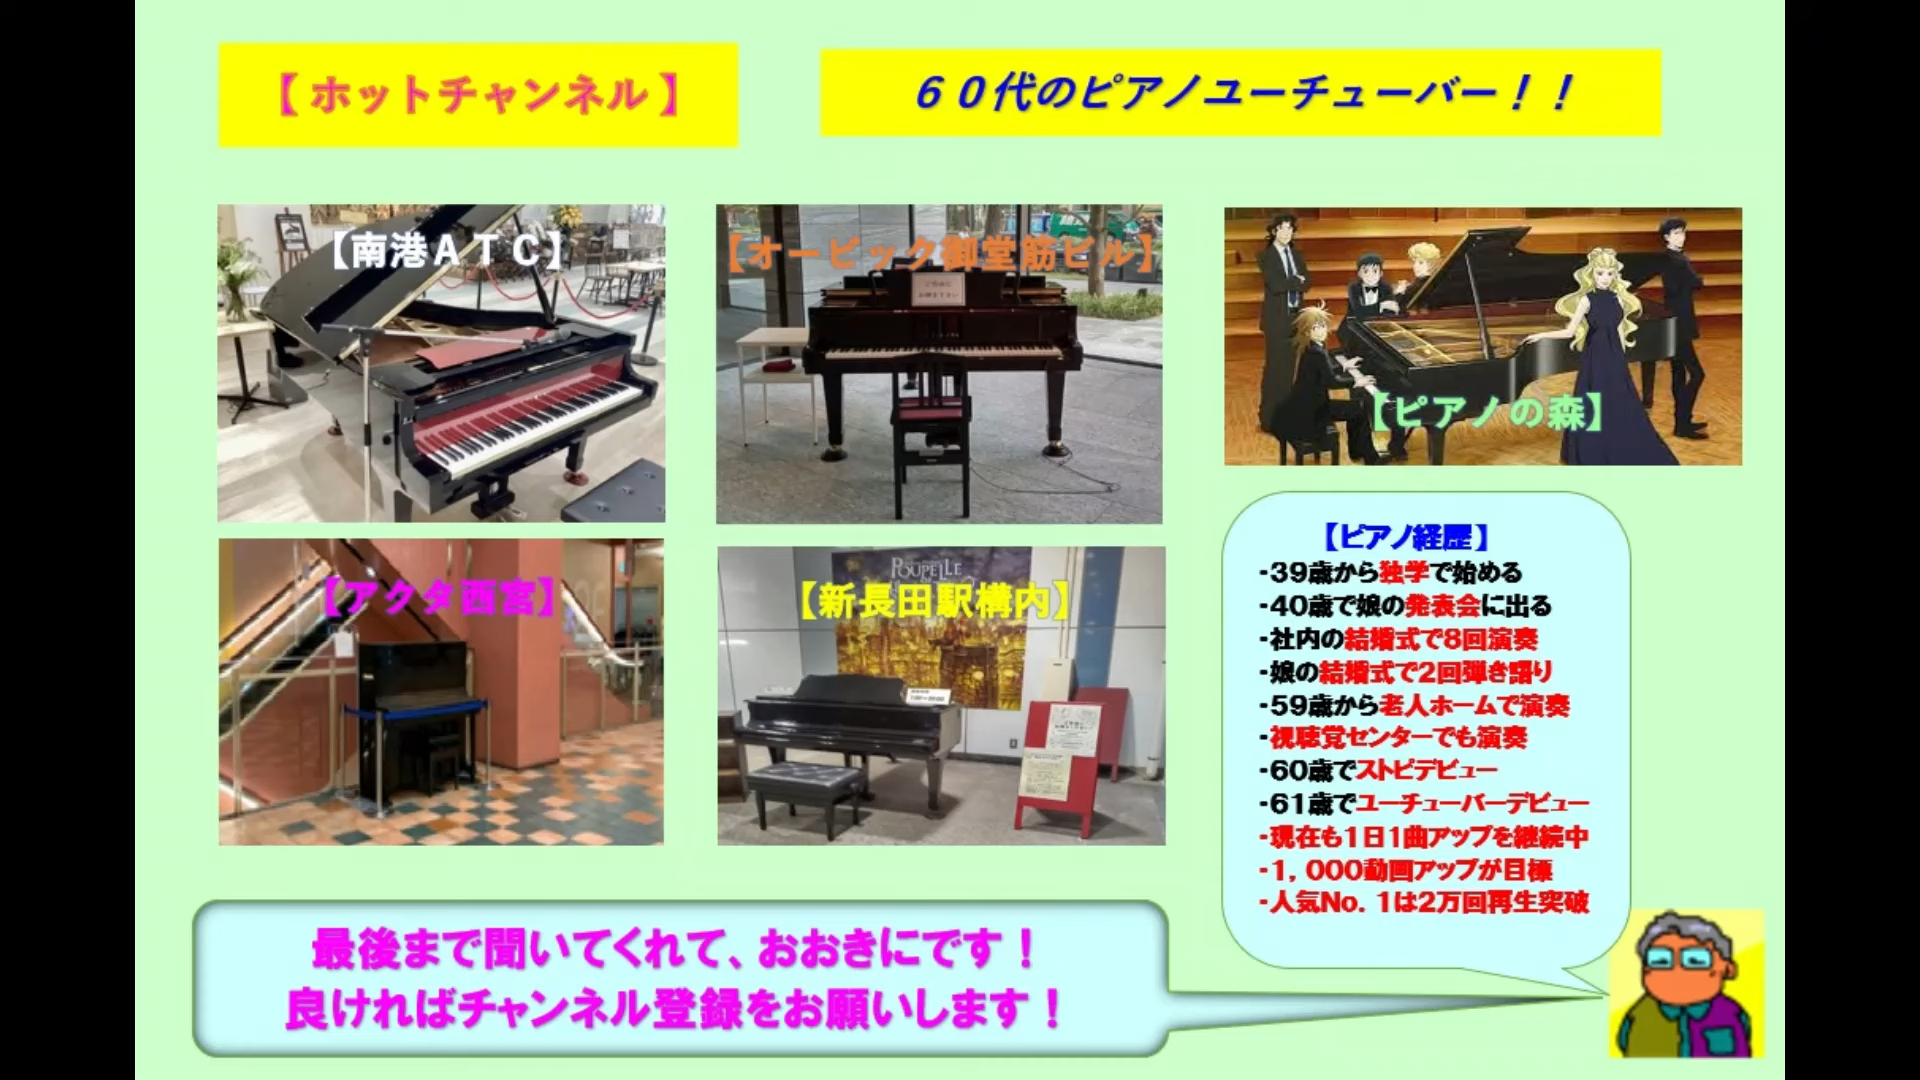 【ホットチャンネル】
６０代のピアノユーチューバー！！
【南港ＡＴＣ】
【オービック御堂筋ビル】
【ピアノの森】
【アクタ西宮】
POUPELLE
【新長田駅構内】
【ピアノ経歴】
・39歳から独学で始める
・40歳で娘の発表会に出る
・社内の結婚式で8回演奏
・娘の結婚式で2回弾き語り
・59歳から老人ホームで演奏
・視聴覚センターでも演奏
・60歳でストピデビュー
・61歳でユーチューバーデビュー
・現在も1日1曲アップを継続中
・1，000動画アップが目標
・人気No．1は2万回再生突破
最後まで聞いてくれて、おおきにです！
良ければチャンネル登録をお願いします！